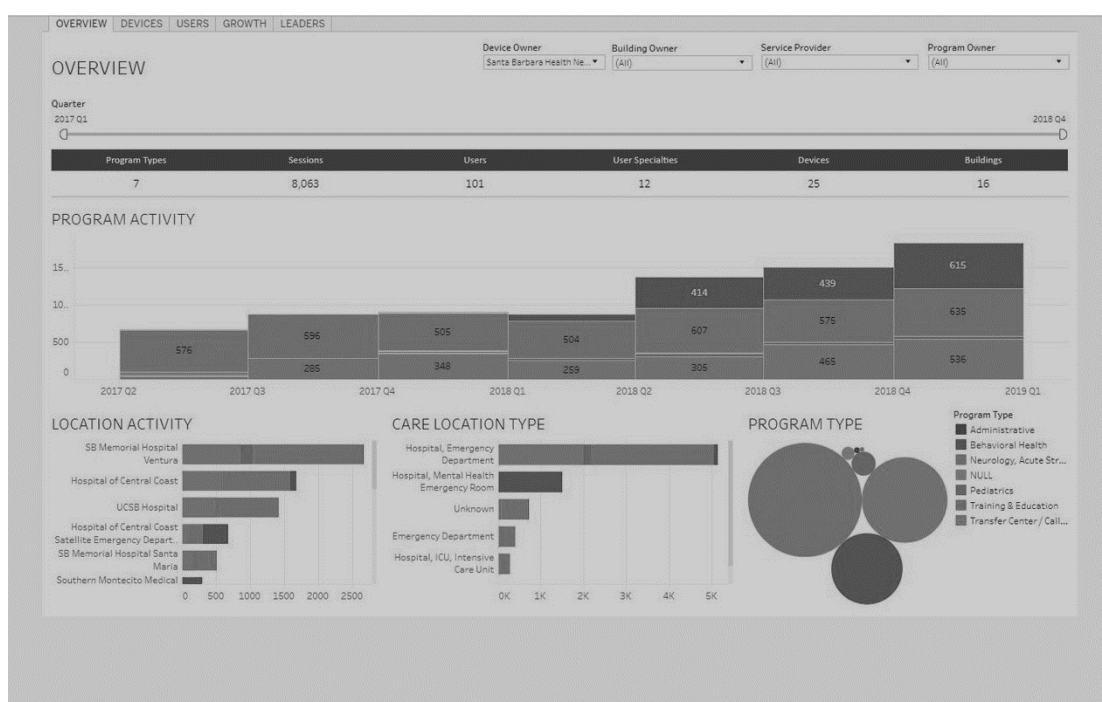 OVERVIEW DEVICES USERS GROWTH LEADERS
OVERVIEW
Device Owner Building Owner Service Provider Program Owner
Santa Barbara Health Ne... (All) (All) (All)
Quarter
2017 Q1 2018 Q4
Program Types Sessions Users User Specialties Devices Buildings
7 8,063 101 12 25 16
PROGRAM ACTIVITY
15..
10..
500
0
576
596
285
505
348
504
259
414
607
305
439
575
465
615
635
536
2017 Q2 2017 Q3 2017 Q4 2018 Q1 2018 Q2 2018 Q3 2018 Q4 2019 Q1
LOCATION ACTIVITY
SB Memorial Hospital
Ventura
Hospital of Central Coast
UCSB Hospital
Hospital of Central Coast
Satellite Emergency Depart..
SB Memorial Hospital Santa
Maria
Southern Montecito Medical
0 500 1000 1500 2000 2500
CARE LOCATION TYPE
Hospital, Emergency
Department
Hospital, Mental Health
Emergency Room
Unknown
Emergency Department
Hospital, ICU, Intensive
Care Unit
0K 1K 2K 3K 4K 5K
PROGRAM TYPE
Program Type
Administrative
Behavioral Health
Neurology, Acute Str...
NULL
Pediatrics
Training & Education
Transfer Center / Call...